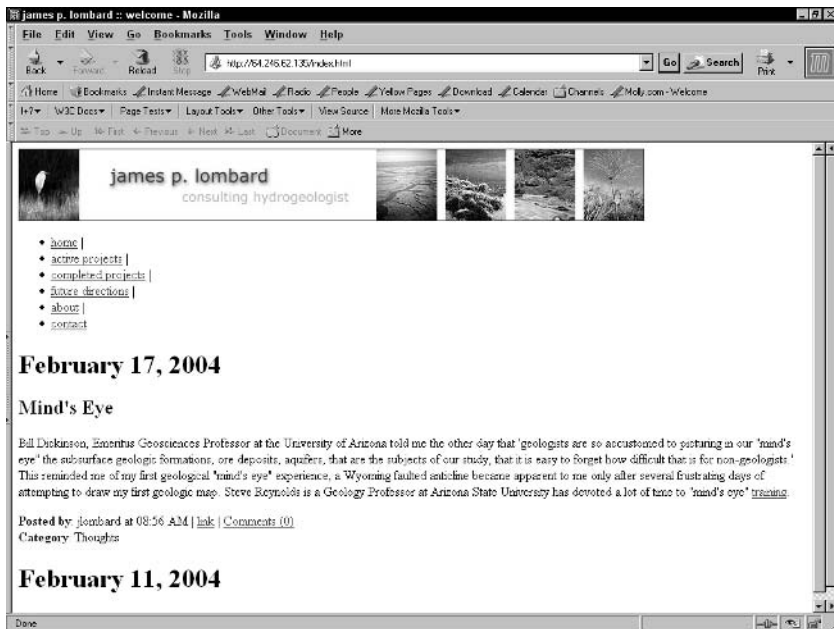 james p. lombard :: welcome - Mozilla
File Edit View Go Bookmarks Tools Window Help
Back Forward Reload Stop http://64.246.62.135/index.html Go Search Print
Home Bookmarks Instant Message WebMail Radio People Yellow Pages Download Calendar Channels Molly.com - Welcome
I+? W3C Docs Page Tests Layout Tools Other Tools View Source More Mozilla Tools
Top Up First Previous Next Last Document More
james p. lombard
consulting hydrogeologist
• home |
• active projects |
• completed projects |
• future directions |
• about |
• contact
February 17, 2004
Mind's Eye
Bill Dickinson, Emeritus Geosciences Professor at the University of Arizona told me the other day that 'geologists are so accustomed to picturing in our "mind's
eye" the subsurface geologic formations, ore deposits, aquifers, that are the subjects of our study, that it is easy to forget how difficult that is for non-geologists.'
This reminded me of my first geological "mind's eye" experience, a Wyoming faulted anticline became apparent to me only after several frustrating days of
attempting to draw my first geologic map. Steve Reynolds is a Geology Professor at Arizona State University has devoted a lot of time to "mind's eye" training.
Posted by: jlombard at 08:56 AM | link | Comments (0)
Category: Thoughts
February 11, 2004
Done